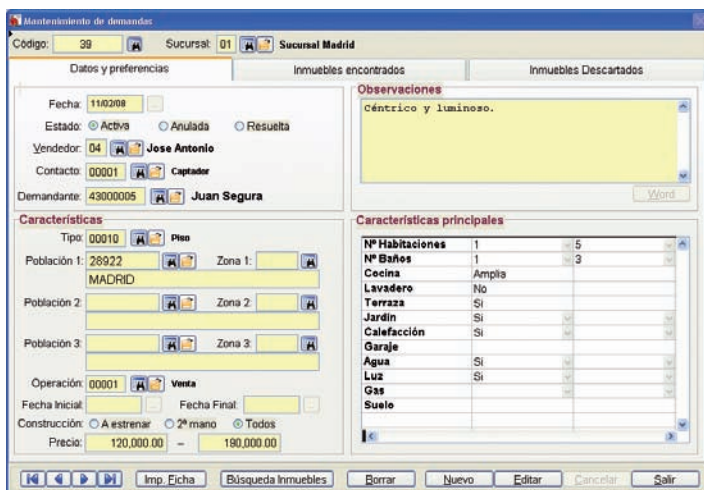 Mantenimiento de demandas
Código: 39 Sucursal: 01 Sucursal Madrid
Datos y preferencias Inmuebles encontrados Inmuebles Descartados
Fecha: 11/02/08
Estado: Activa Anulada Resuelta
Vendedor: 04 Jose Antonio
Contacto: 00001 Captador
Demandante: 43000005 Juan Segura
Observaciones
Céntrico y luminoso.
Word
Características
Tipo: 00010 Piso
Población 1: 28922 Zona 1:
MADRID
Población 2: Zona 2:
Población 3: Zona 3:
Operación: 00001 Venta
Fecha Inicial: Fecha Final:
Construcción: A estrenar 2ª mano Todos
Precio: 120,000.00 – 190,000.00
Características principales
Nº Habitaciones 1 5
Nº Baños 1 3
Cocina Amplia
Lavadero No
Terraza Si
Jardín Si
Calefacción Si
Garaje
Agua Si
Luz Si
Gas
Suelo
Imp. Ficha Búsqueda Inmuebles Borrar Nuevo Editar Cancelar Salir